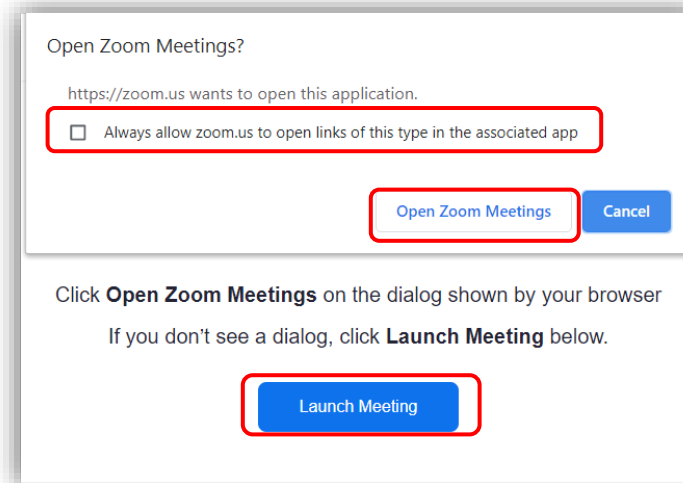 Open Zoom Meetings?
https://zoom.us wants to open this application.
Always allow zoom.us to open links of this type in the associated app
Open Zoom Meetings Cancel
Click Open Zoom Meetings on the dialog shown by your browser
If you don’t see a dialog, click Launch Meeting below.
Launch Meeting